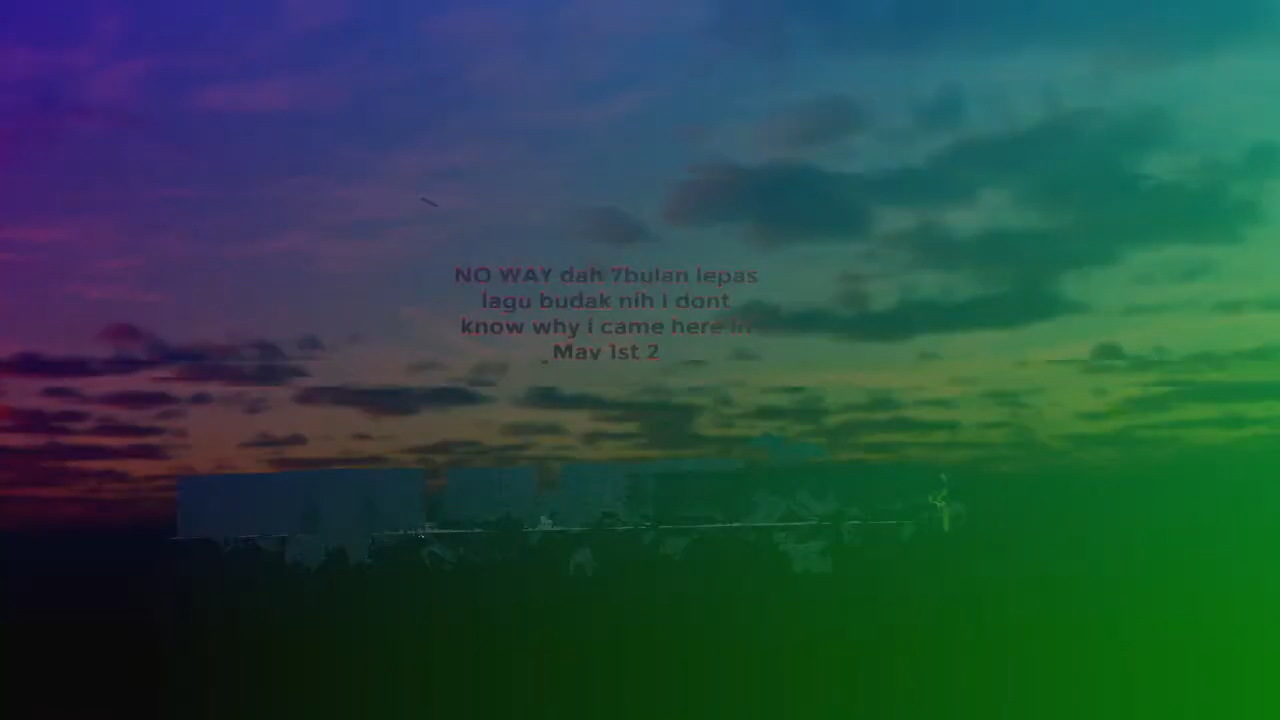 NO WAY dah 7bulan lepas
lagu budak nih i dont
know why i came here in
May 1st 2